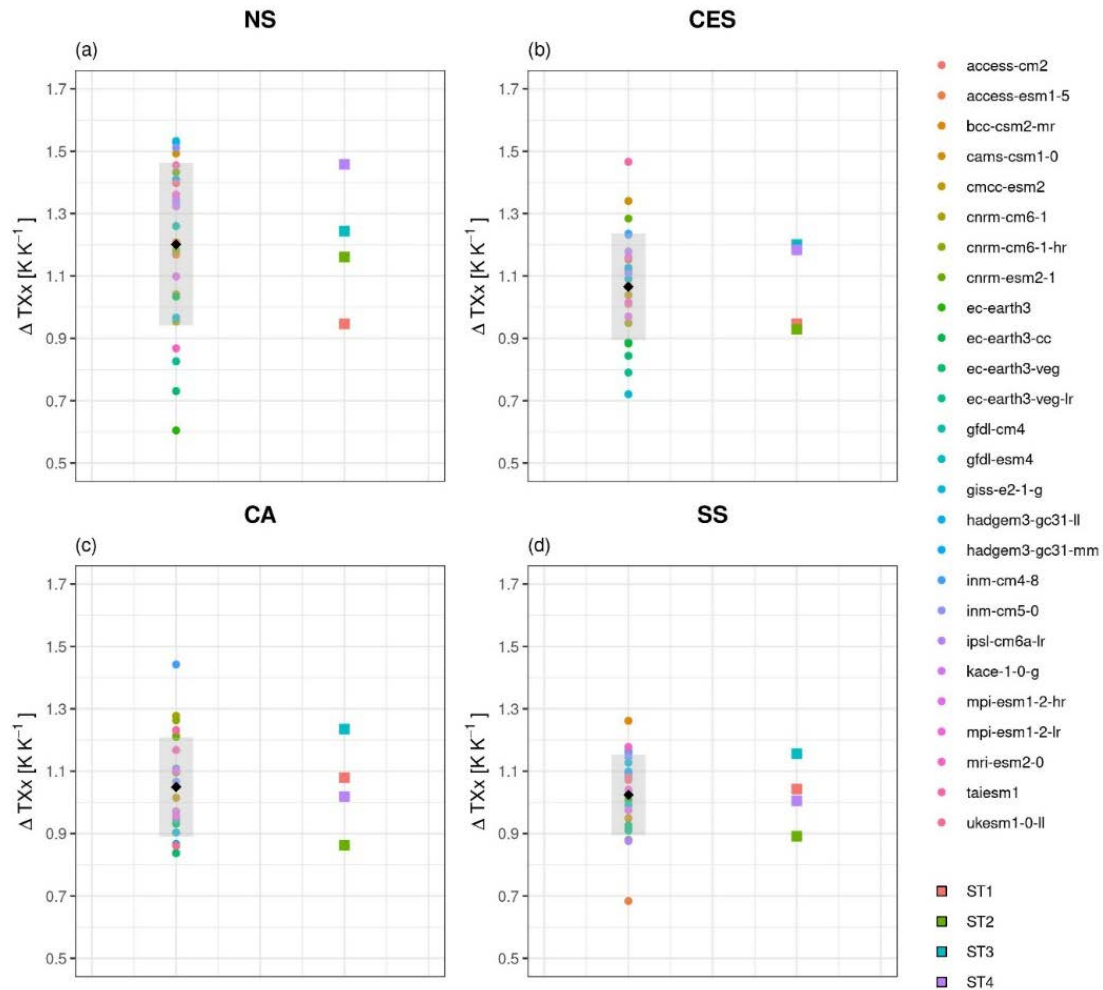 NS
(a)
1.7
1.5
1.3
1.1
0.9
0.7
0.5
Δ TXx [K K⁻¹ ]
CES
(b)
1.7
1.5
1.3
1.1
0.9
0.7
0.5
Δ TXx [K K⁻¹ ]
CA
(c)
1.7
1.5
1.3
1.1
0.9
0.7
0.5
Δ TXx [K K⁻¹ ]
SS
(d)
1.7
1.5
1.3
1.1
0.9
0.7
0.5
Δ TXx [K K⁻¹ ]
access-cm2
access-esm1-5
bcc-csm2-mr
cams-csm1-0
cmcc-esm2
cnrm-cm6-1
cnrm-cm6-1-hr
cnrm-esm2-1
ec-earth3
ec-earth3-cc
ec-earth3-veg
ec-earth3-veg-lr
gfdl-cm4
gfdl-esm4
giss-e2-1-g
hadgem3-gc31-ll
hadgem3-gc31-mm
inm-cm4-8
inm-cm5-0
ipsl-cm6a-lr
kace-1-0-g
mpi-esm1-2-hr
mpi-esm1-2-lr
mri-esm2-0
taiesm1
ukesm1-0-ll
ST1
ST2
ST3
ST4